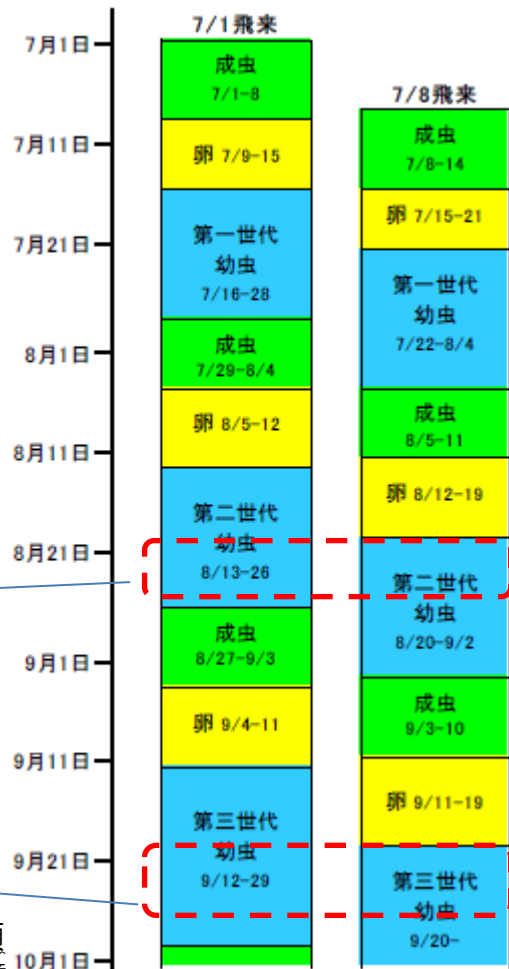 7月1日
7月11日
7月21日
8月1日
8月11日
8月21日
9月1日
9月11日
9月21日
10月1日
7/1飛来
成虫
7/1-8
卵 7/9-15
第一世代
幼虫
7/16-28
成虫
7/29-8/4
卵 8/5-12
第二世代
幼虫
8/13-26
成虫
8/27-9/3
卵 9/4-11
第三世代
幼虫
9/12-29
7/8飛来
成虫
7/8-14
卵 7/15-21
第一世代
幼虫
7/22-8/4
成虫
8/5-11
卵 8/12-19
第二世代
幼虫
8/20-9/2
成虫
9/3-10
卵 9/11-19
第三世代
幼虫
9/20-